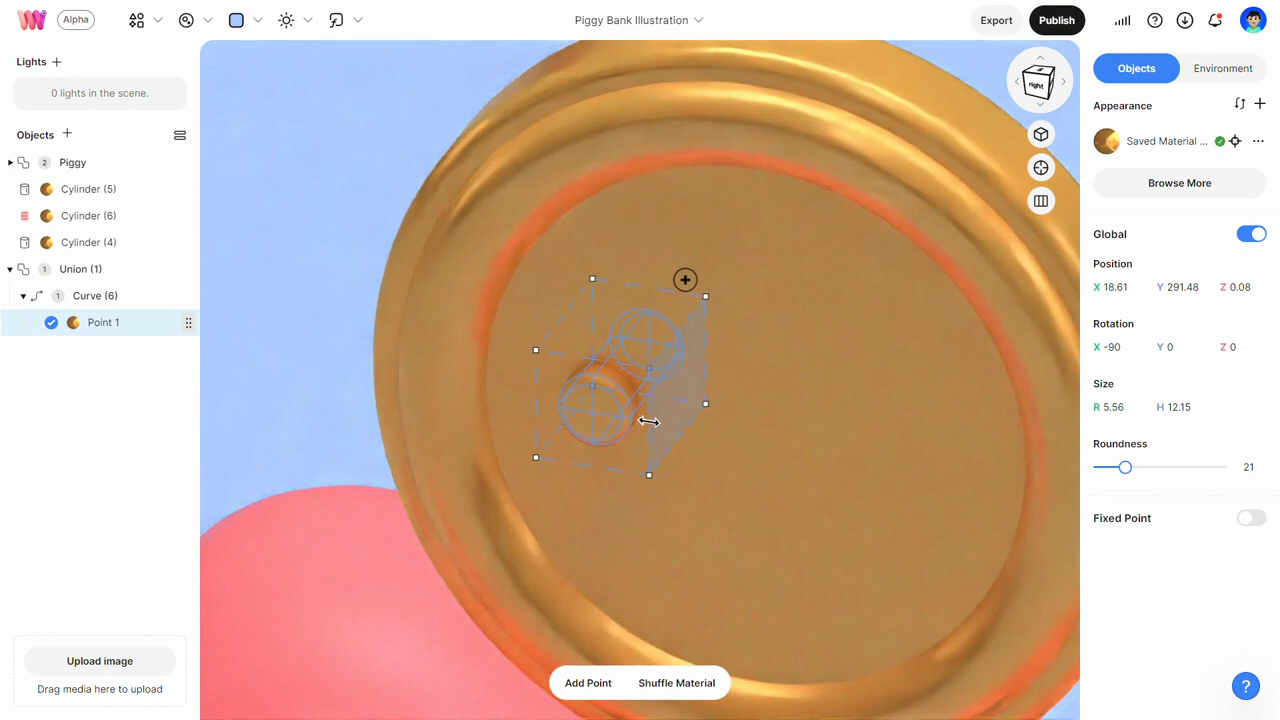 Alpha
Piggy Bank Illustration
Export
Publish
Lights
0 lights in the scene.
Objects
2 Piggy
Cylinder (5)
Cylinder (6)
Cylinder (4)
1 Union (1)
1 Curve (6)
Point 1
Upload image
Drag media here to upload
right
+
Add Point
Shuffle Material
Objects
Environment
Appearance
Saved Material ...
Browse More
Global
Position
X 18.61 Y 291.48 Z 0.08
Rotation
X -90 Y 0 Z 0
Size
R 5.56 H 12.15
Roundness
21
Fixed Point
?